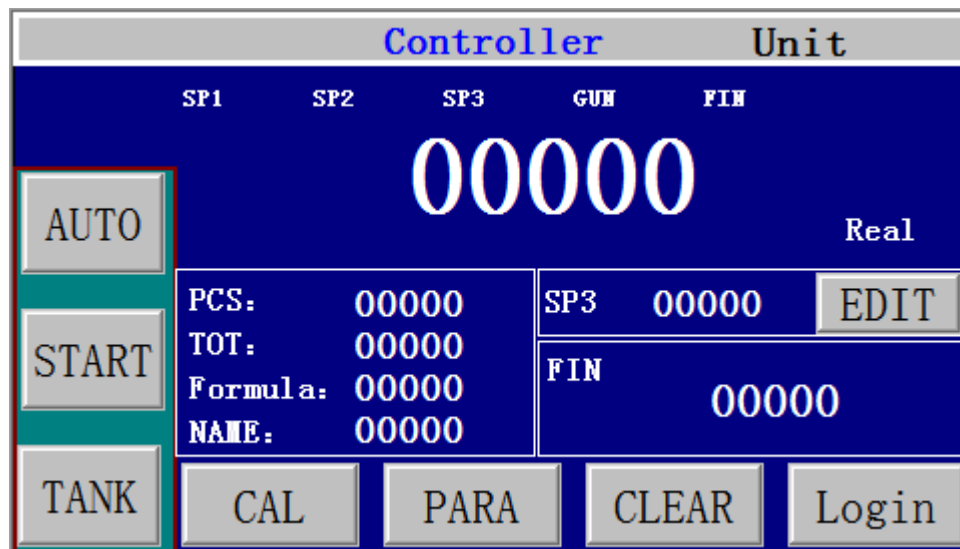 Controller Unit
SP1 SP2 SP3 GUN FIN
00000
AUTO
Real
PCS: 00000
SP3 00000 EDIT
START
TOT: 00000
FIN
Formula: 00000
00000
NAME: 00000
TANK CAL PARA CLEAR Login